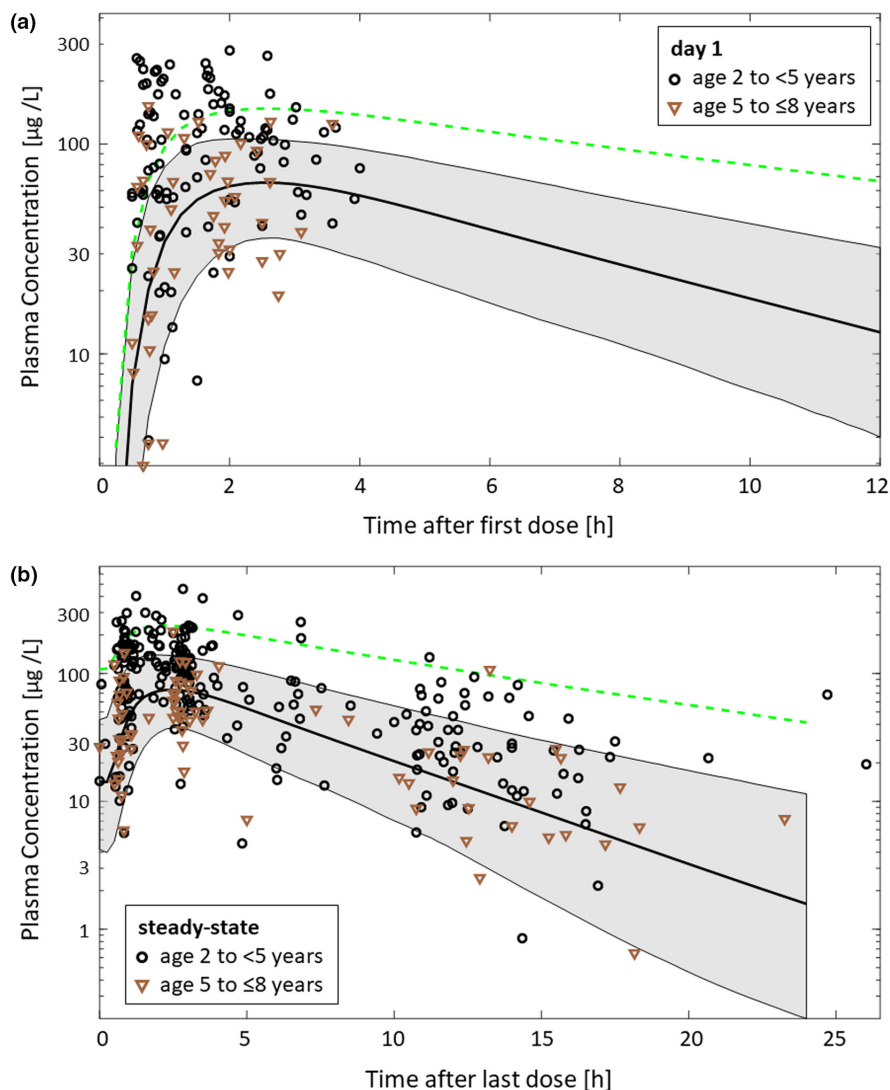 (a)
Plasma Concentration [µg /L]
300
100
30
10
day 1
age 2 to <5 years
age 5 to ≤8 years
0 2 4 6 8 10 12
Time after first dose [h]
(b)
Plasma Concentration [µg /L]
300
100
30
10
3
1
steady-state
age 2 to <5 years
age 5 to ≤8 years
0 5 10 15 20 25
Time after last dose [h]